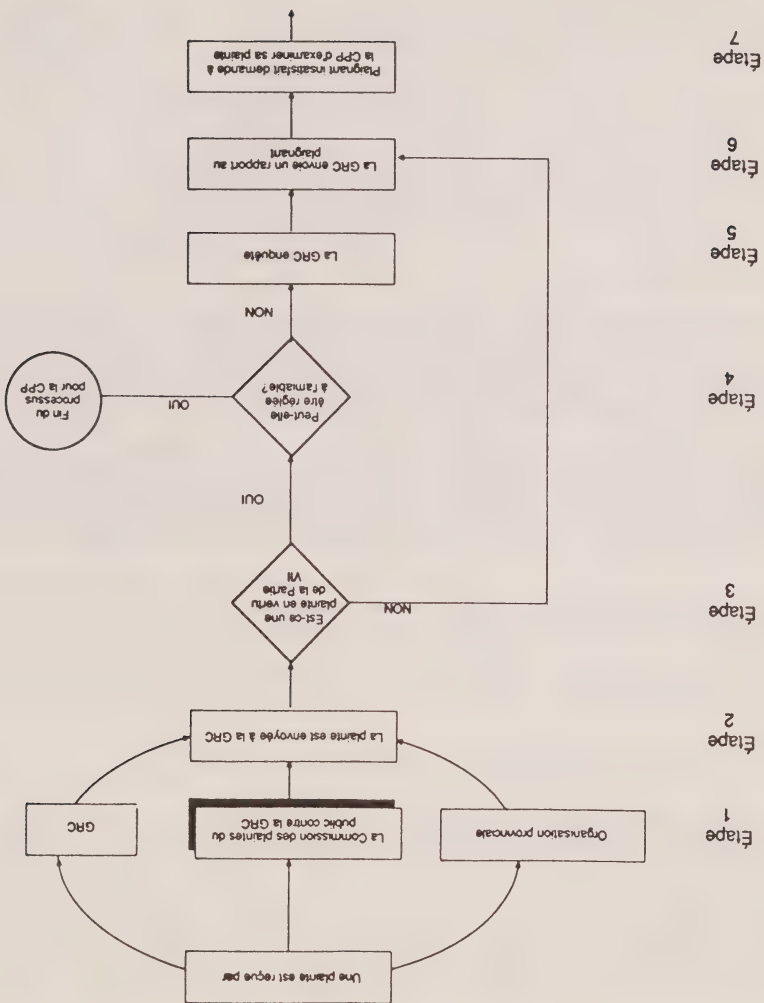 Une plainte est reçue par
Étape
1
Organisation provinciale
La Commission des plaintes du
public contre la GRC
GRC
Étape
2
La plainte est envoyée à la GRC
Étape
3
Est-ce une
plainte en vertu
de la Partie
VII
NON
OUI
Étape
4
Peut-elle
être réglée
à l'amiable?
OUI
Fin du
processus
pour la CPP
NON
Étape
5
La GRC enquête
Étape
6
La GRC envoie un rapport au
plaignant
Étape
7
Plaignant insatisfait demande à
la CPP d'examiner sa plainte